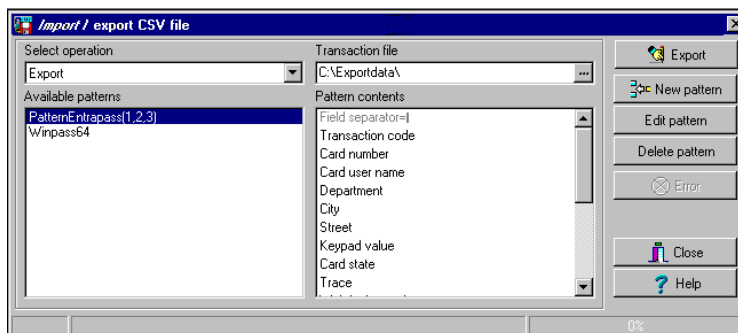 Import / export CSV file
Select operation
Transaction file
Export
C:\Exportdata\
...
Available patterns
Pattern contents
PatternEntrapass(1,2,3)
Winpass64
Field separator=|
Transaction code
Card number
Card user name
Department
City
Street
Keypad value
Card state
Trace
Export
New pattern
Edit pattern
Delete pattern
Error
Close
Help
0%